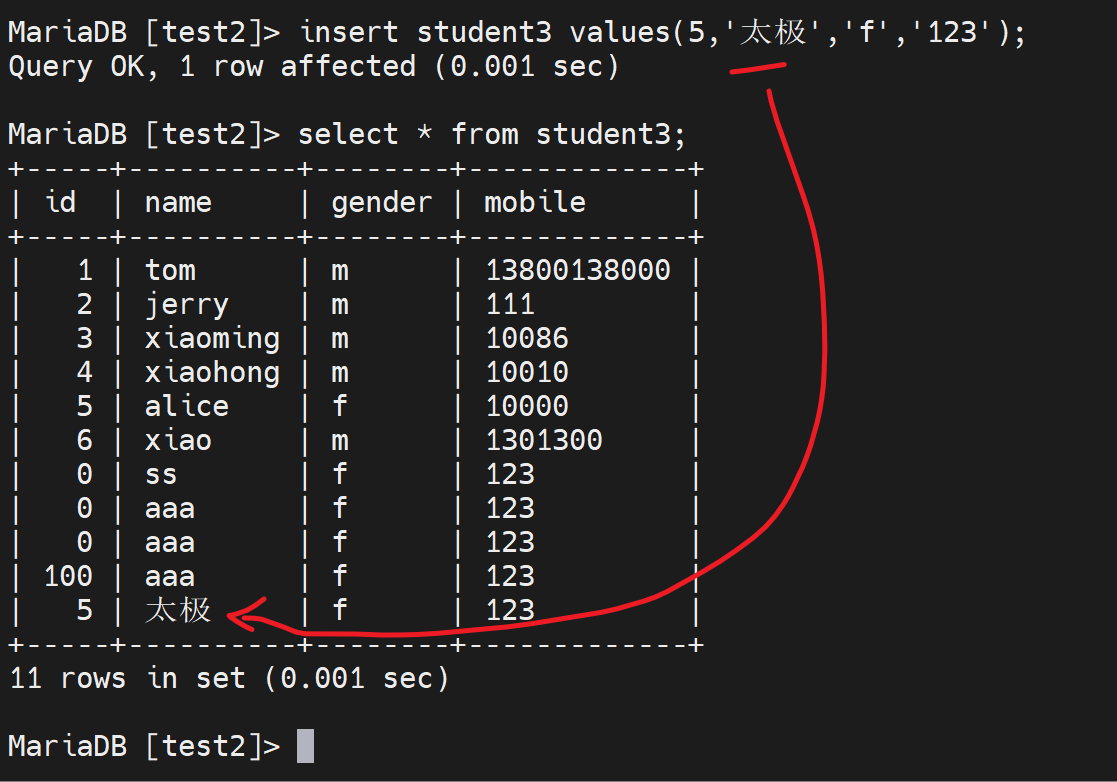 MariaDB [test2]> insert student3 values(5,'太极','f','123');
Query OK, 1 row affected (0.001 sec)
MariaDB [test2]> select * from student3;
+-----+----------+--------+-------------+
| id  | name     | gender | mobile      |
+-----+----------+--------+-------------+
|   1 | tom      | m      | 13800138000 |
|   2 | jerry    | m      | 111         |
|   3 | xiaoming | m      | 10086       |
|   4 | xiaohong | m      | 10010       |
|   5 | alice    | f      | 10000       |
|   6 | xiao     | m      | 1301300     |
|   0 | ss       | f      | 123         |
|   0 | aaa      | f      | 123         |
|   0 | aaa      | f      | 123         |
| 100 | aaa      | f      | 123         |
|   5 | 太极     | f      | 123         |
+-----+----------+--------+-------------+
11 rows in set (0.001 sec)
MariaDB [test2]>